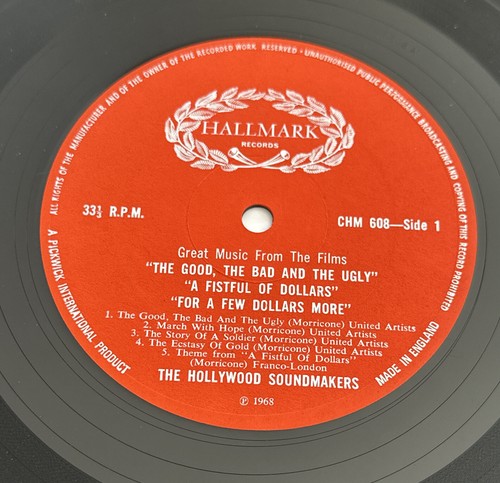 ALL RIGHTS OF THE MANUFACTURER AND OF THE OWNER OF THE RECORDED WORK RESERVED · UNAUTHORISED PUBLIC PERFORMANCE BROADCASTING AND COPYING OF THIS RECORD PROHIBITED
HALLMARK
RECORDS
33⅓ R.P.M.
CHM 608—Side 1
Great Music From The Films
"THE GOOD, THE BAD AND THE UGLY"
"A FISTFUL OF DOLLARS"
"FOR A FEW DOLLARS MORE"
1. The Good, The Bad And The Ugly (Morricone) United Artists
2. March With Hope (Morricone) United Artists
3. The Story Of A Soldier (Morricone) United Artists
4. The Ecstasy Of Gold (Morricone) United Artists
5. Theme from "A Fistful Of Dollars"
(Morricone) Franco-London
THE HOLLYWOOD SOUNDMAKERS
℗ 1968
A PICKWICK INTERNATIONAL PRODUCT
MADE IN ENGLAND